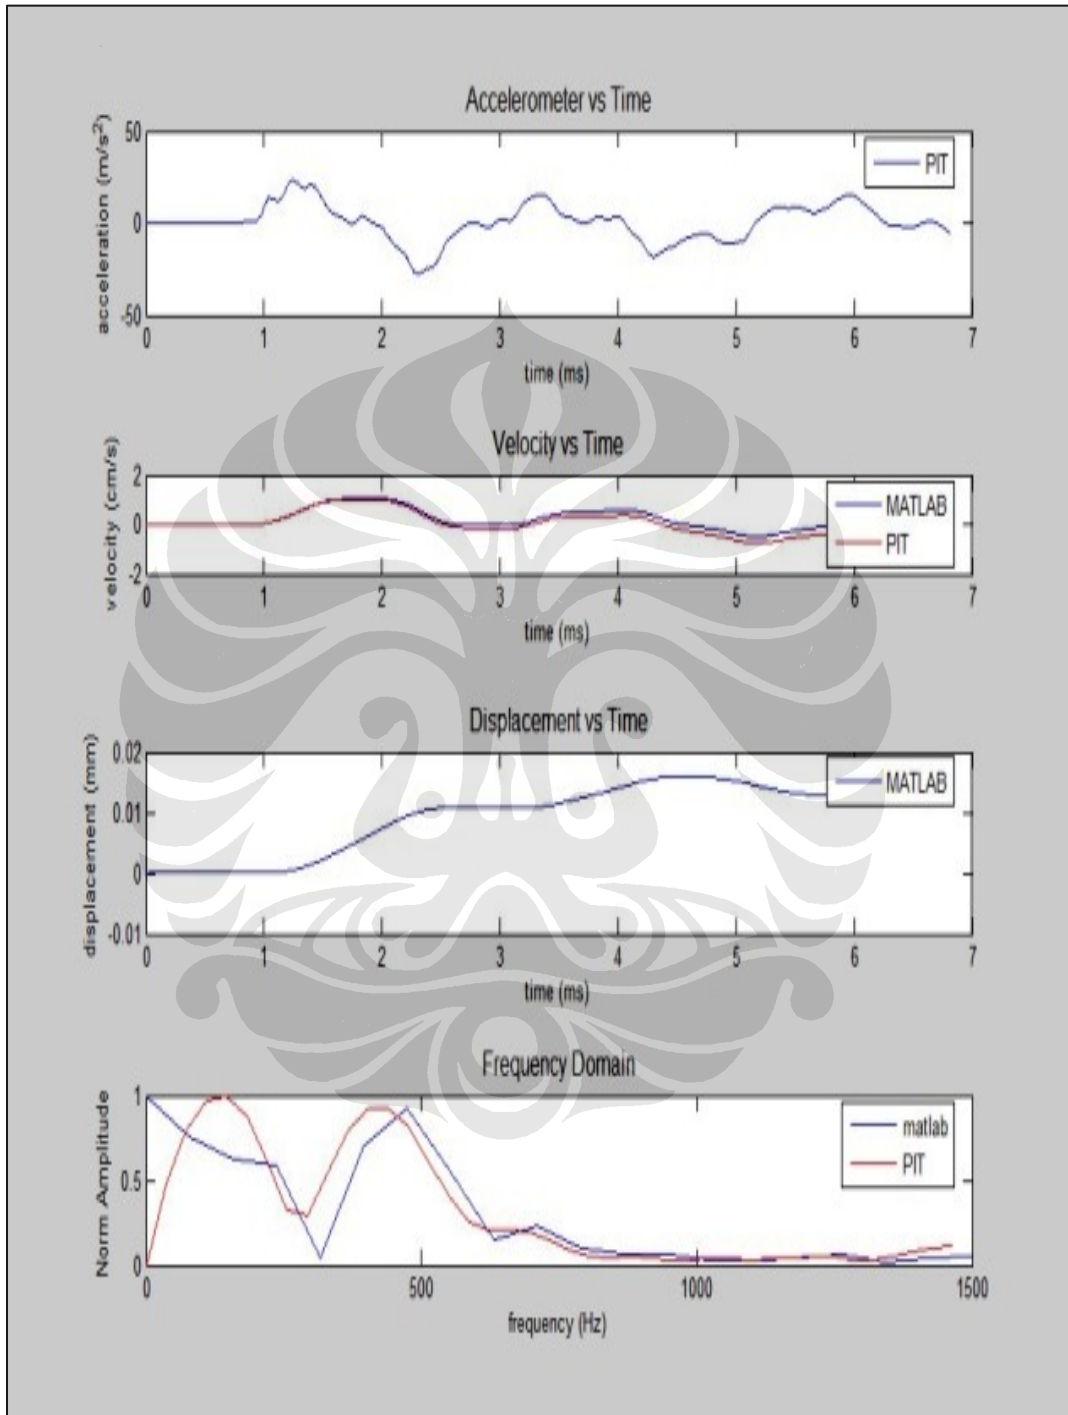 Accelerometer vs Time
acceleration (m/s²)
50
0
-50
PIT
0 1 2 3 4 5 6 7
time (ms)
Velocity vs Time
velocity (cm/s)
2
0
-2
MATLAB
PIT
0 1 2 3 4 5 6 7
time (ms)
Displacement vs Time
displacement (mm)
0.02
0.01
0
-0.01
MATLAB
0 1 2 3 4 5 6 7
time (ms)
Frequency Domain
Norm Amplitude
1
0.5
0
matlab
PIT
0 500 1000 1500
frequency (Hz)